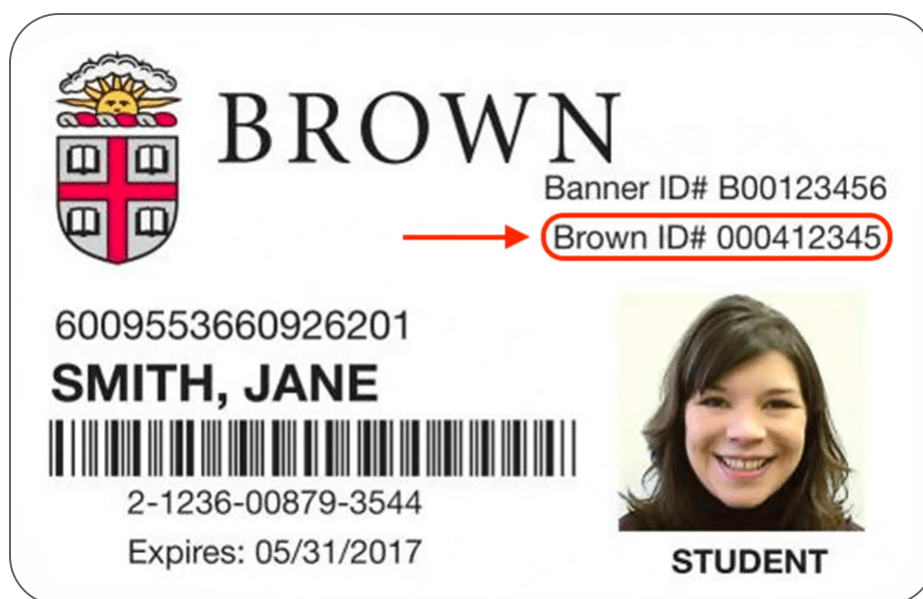 BROWN
Banner ID# B00123456
Brown ID# 000412345
6009553660926201
SMITH, JANE
2-1236-00879-3544
Expires: 05/31/2017
STUDENT